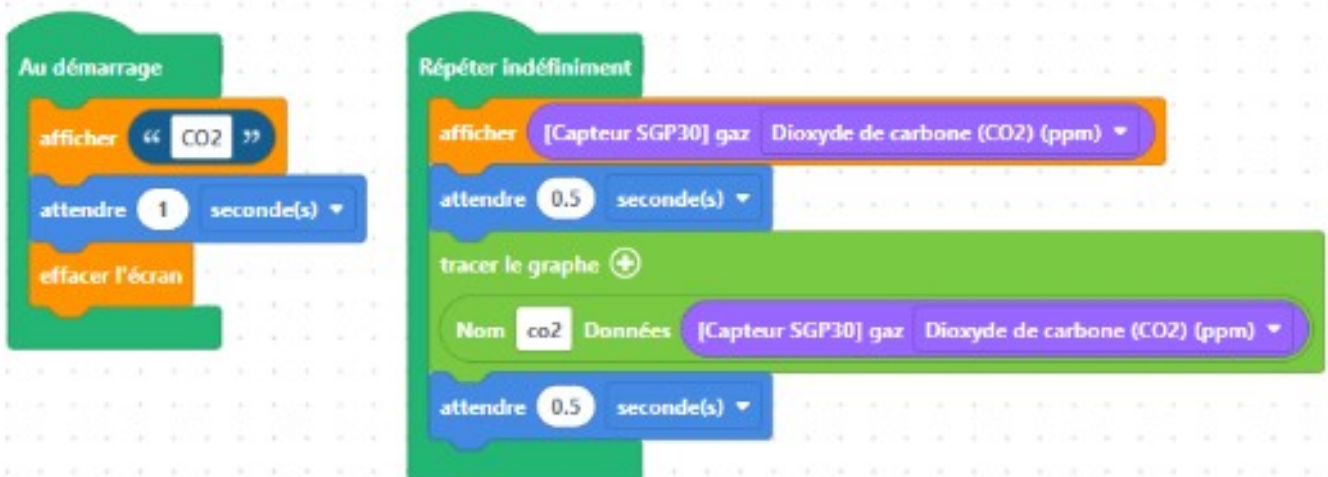 Au démarrage
afficher “ CO2 ”
attendre 1 seconde(s)
effacer l'écran
Répéter indéfiniment
afficher [Capteur SGP30] gaz Dioxyde de carbone (CO2) (ppm)
attendre 0.5 seconde(s)
tracer le graphe
Nom co2 Données [Capteur SGP30] gaz Dioxyde de carbone (CO2) (ppm)
attendre 0.5 seconde(s)